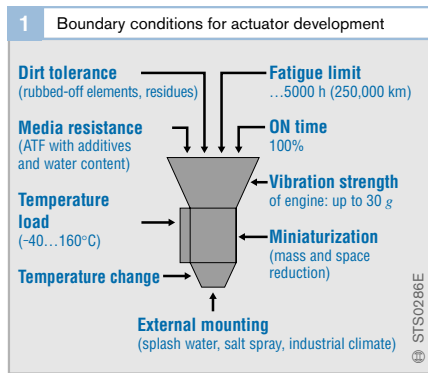 1 Boundary conditions for actuator development
Dirt tolerance
(rubbed-off elements, residues)
Fatigue limit
…5000 h (250,000 km)
Media resistance
(ATF with additives
and water content)
ON time
100%
Vibration strength
of engine: up to 30 g
Temperature
load
(-40…160°C)
Miniaturization
(mass and space
reduction)
Temperature change
External mounting
(splash water, salt spray, industrial climate)
STS0286E